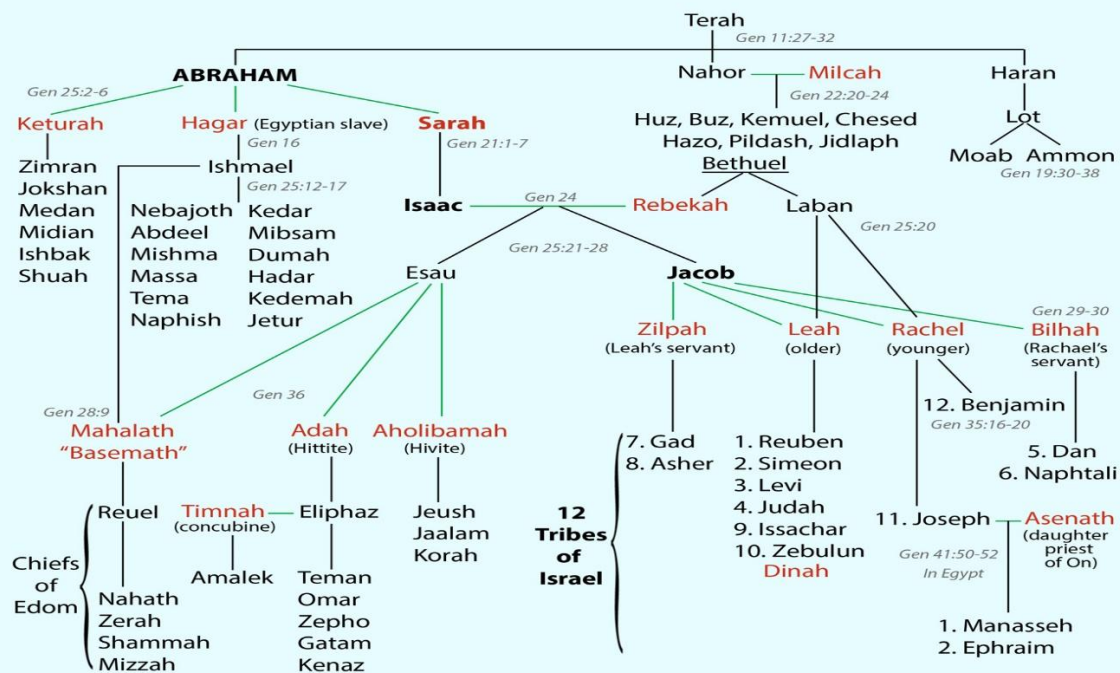 Terah
Gen 11:27-32
ABRAHAM
Nahor
Milcah
Haran
Gen 25:2-6
Gen 22:20-24
Keturah
Hagar (Egyptian slave)
Sarah
Huz, Buz, Kemuel, Chesed
Hazo, Pildash, Jidlaph
Bethuel
Lot
Gen 16
Gen 21:1-7
Moab Ammon
Gen 19:30-38
Zimran
Jokshan
Medan
Midian
Ishbak
Shuah
Ishmael
Gen 25:12-17
Nebajoth
Abdeel
Mishma
Massa
Tema
Naphish
Kedar
Mibsam
Dumah
Hadar
Kedemah
Jetur
Isaac
Gen 24
Rebekah
Laban
Gen 25:20
Gen 25:21-28
Esau
Jacob
Gen 29-30
Zilpah
(Leah's servant)
Leah
(older)
Rachel
(younger)
Bilhah
(Rachael's
servant)
Gen 28:9
Gen 36
Mahalath
"Basemath"
Adah
(Hittite)
Aholibamah
(Hivite)
12. Benjamin
Gen 35:16-20
7. Gad
8. Asher
1. Reuben
2. Simeon
3. Levi
4. Judah
9. Issachar
10. Zebulun
Dinah
5. Dan
6. Naphtali
Reuel
Timnah
(concubine)
Eliphaz
Jeush
Jaalam
Korah
12
Tribes
of
Israel
11. Joseph
Asenath
(daughter
priest
of On)
Gen 41:50-52
In Egypt
Chiefs
of
Edom
Amalek
Nahath
Zerah
Shammah
Mizzah
Teman
Omar
Zepho
Gatam
Kenaz
1. Manasseh
2. Ephraim